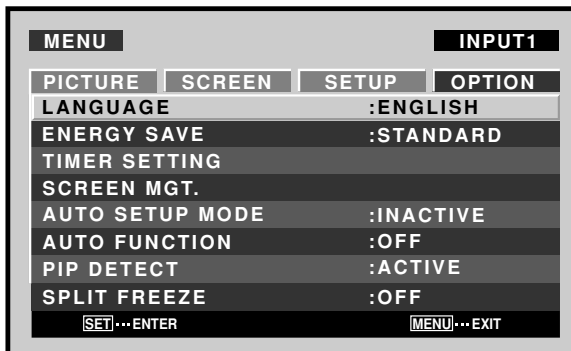 MENU INPUT1
PICTURE SCREEN SETUP OPTION
LANGUAGE :ENGLISH
ENERGY SAVE :STANDARD
TIMER SETTING
SCREEN MGT.
AUTO SETUP MODE :INACTIVE
AUTO FUNCTION :OFF
PIP DETECT :ACTIVE
SPLIT FREEZE :OFF
SET···ENTER MENU···EXIT